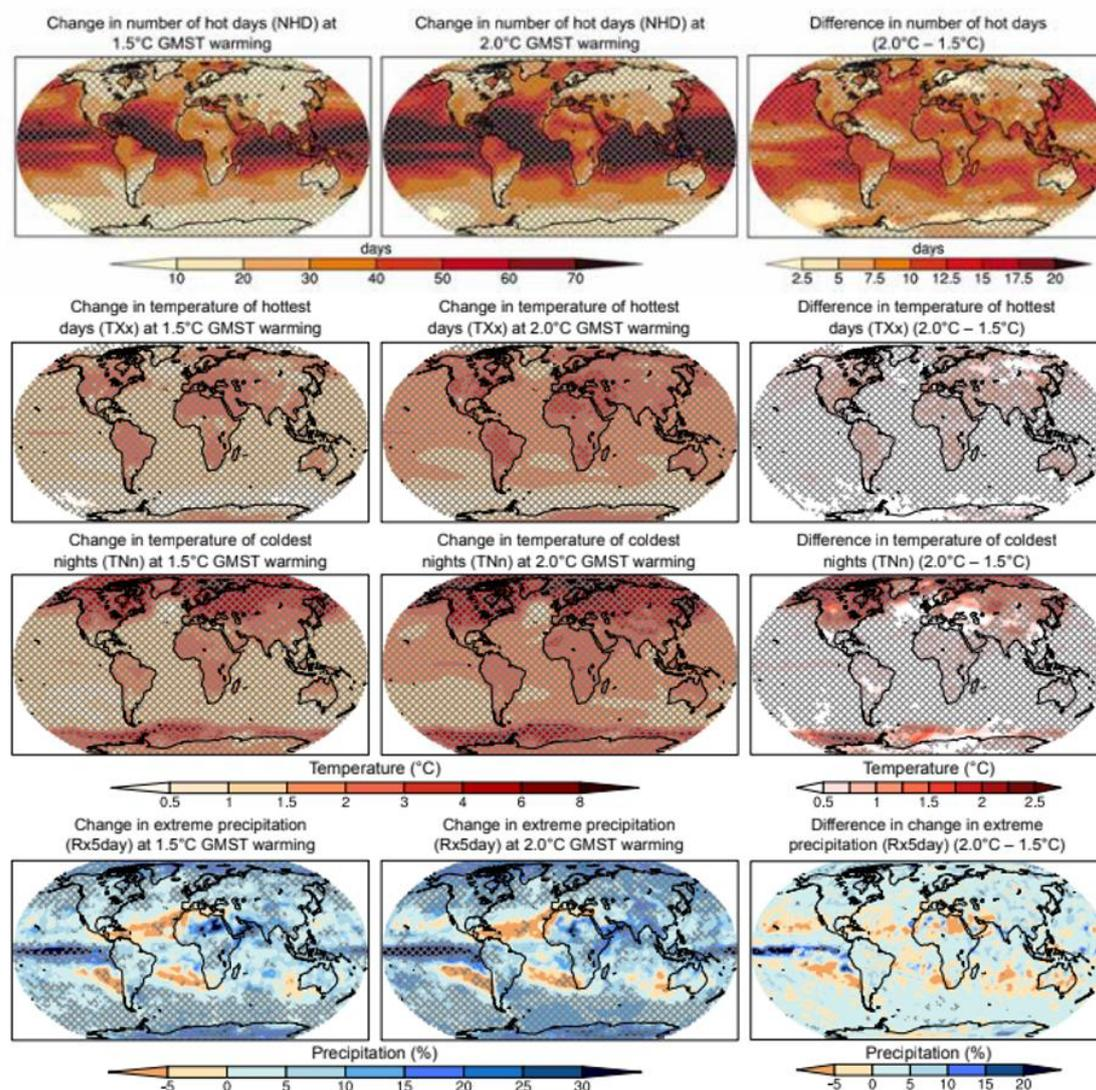 Change in number of hot days (NHD) at
1.5°C GMST warming
Change in number of hot days (NHD) at
2.0°C GMST warming
Difference in number of hot days
(2.0°C – 1.5°C)
days
10 20 30 40 50 60 70
days
2.5 5 7.5 10 12.5 15 17.5 20
Change in temperature of hottest
days (TXx) at 1.5°C GMST warming
Change in temperature of hottest
days (TXx) at 2.0°C GMST warming
Difference in temperature of hottest
days (TXx) (2.0°C – 1.5°C)
Change in temperature of coldest
nights (TNn) at 1.5°C GMST warming
Change in temperature of coldest
nights (TNn) at 2.0°C GMST warming
Difference in temperature of coldest
nights (TNn) (2.0°C – 1.5°C)
Temperature (°C)
0.5 1 1.5 2 3 4 6 8
Temperature (°C)
0.5 1 1.5 2 2.5
Change in extreme precipitation
(Rx5day) at 1.5°C GMST warming
Change in extreme precipitation
(Rx5day) at 2.0°C GMST warming
Difference in change in extreme
precipitation (Rx5day) (2.0°C – 1.5°C)
Precipitation (%)
-5 0 5 10 15 20 25 30
Precipitation (%)
-5 0 5 10 15 20